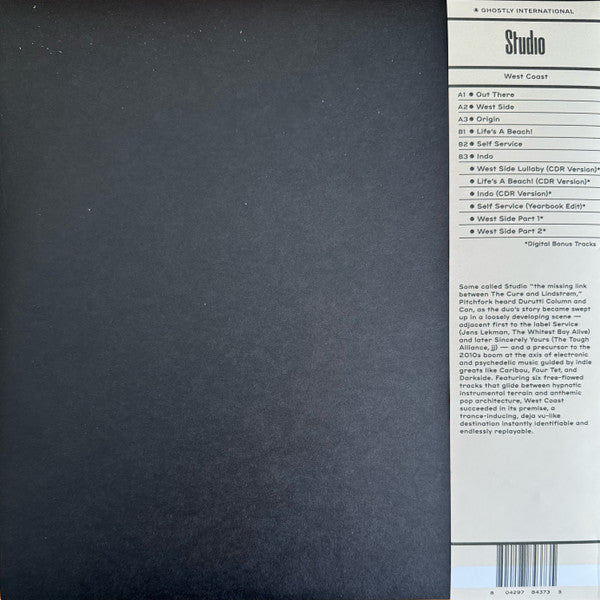 GHOSTLY INTERNATIONAL
Studio
West Coast
A1 ● Out There
A2 ● West Side
A3 ● Origin
B1 ● Life's A Beach!
B2 ● Self Service
B3 ● Indo
● West Side Lullaby (CDR Version)*
● Life's A Beach! (CDR Version)*
● Indo (CDR Version)*
● Self Service (Yearbook Edit)*
● West Side Part 1*
● West Side Part 2*
*Digital Bonus Tracks
Some called Studio "the missing link
between The Cure and Lindstrøm,"
Pitchfork heard Durutti Column and
Can, as the duo's story became swept
up in a loosely developing scene —
adjacent first to the label Service
(Jens Lekman, The Whitest Boy Alive)
and later Sincerely Yours (The Tough
Alliance, jj) — and a precursor to the
2010s boom at the axis of electronic
and psychedelic music guided by indie
greats like Caribou, Four Tet, and
Darkside. Featuring six free-flowed
tracks that glide between hypnotic
instrumental terrain and anthemic
pop architecture, West Coast
succeeded in its premise, a
trance-inducing, deja vu-like
destination instantly identifiable and
endlessly replayable.
8 04297 84373 5